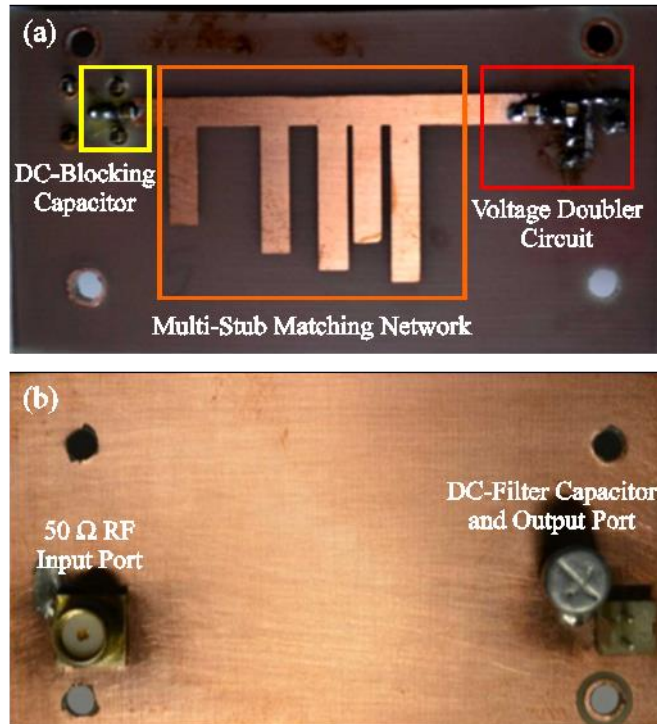 (a)
DC-Blocking
Capacitor
Voltage Doubler
Circuit
Multi-Stub Matching Network
(b)
DC-Filter Capacitor
and Output Port
50 Ω RF
Input Port